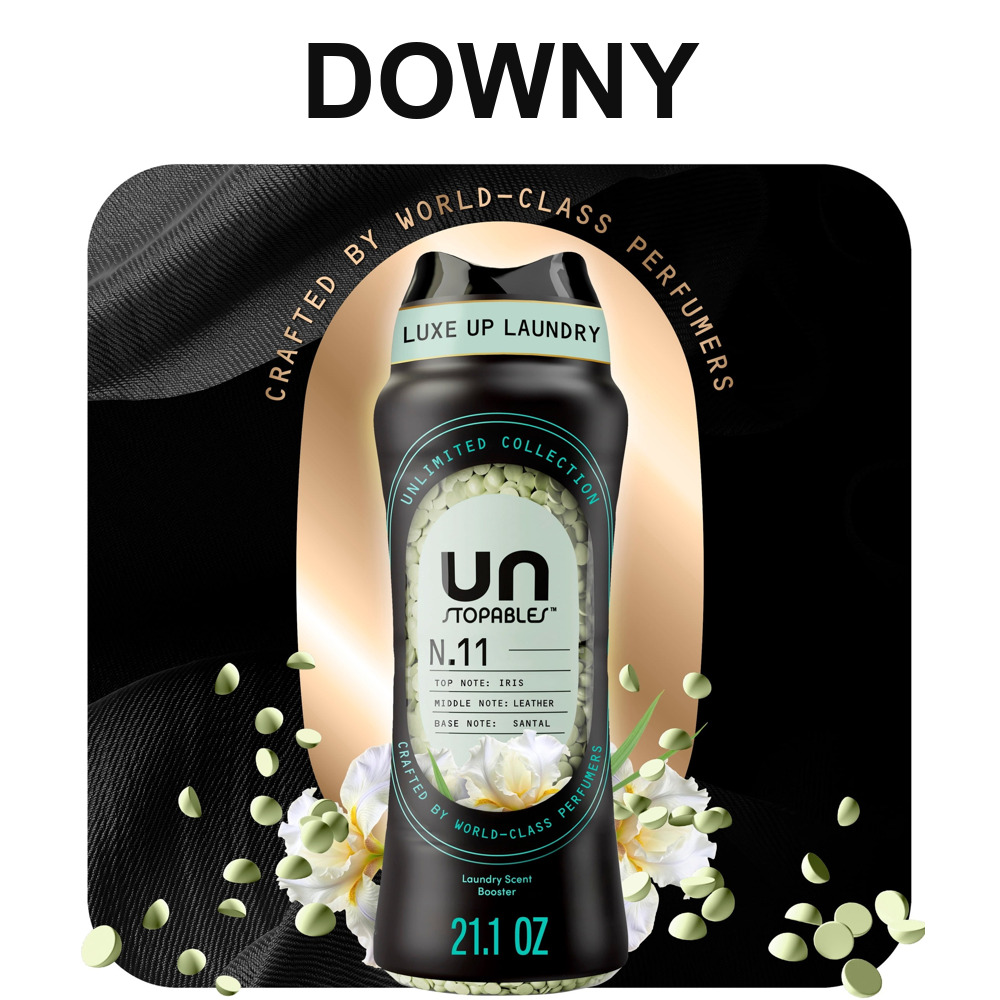 DOWNY
CRAFTED BY WORLD-CLASS PERFUMERS
LUXE UP LAUNDRY
UNLIMITED COLLECTION
un
STOPABLES™
N.11
TOP NOTE: IRIS
MIDDLE NOTE: LEATHER
BASE NOTE: SANTAL
CRAFTED BY WORLD-CLASS PERFUMERS
Laundry Scent
Booster
21.1 OZ